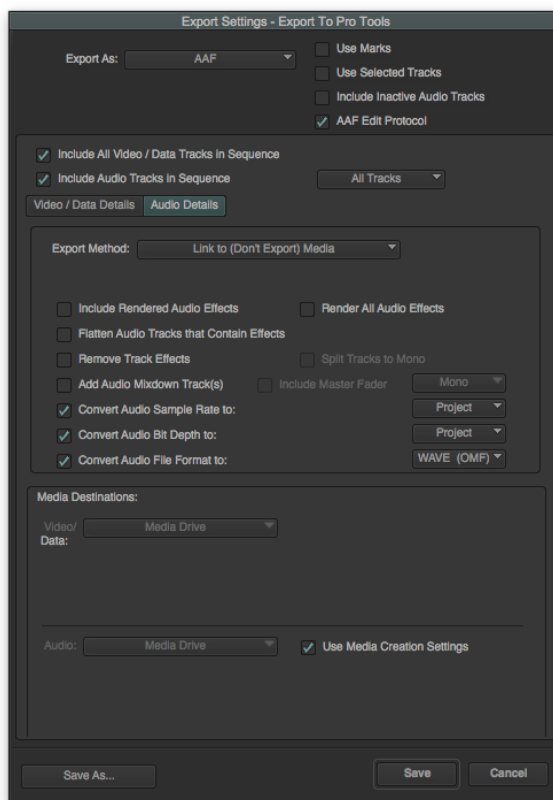 Export Settings - Export To Pro Tools
Export As: AAF
Use Marks
Use Selected Tracks
Include Inactive Audio Tracks
AAF Edit Protocol
Include All Video / Data Tracks in Sequence
Include Audio Tracks in Sequence All Tracks
Video / Data Details Audio Details
Export Method: Link to (Don't Export) Media
Include Rendered Audio Effects Render All Audio Effects
Flatten Audio Tracks that Contain Effects
Remove Track Effects Split Tracks to Mono
Add Audio Mixdown Track(s) Include Master Fader Mono
Convert Audio Sample Rate to: Project
Convert Audio Bit Depth to: Project
Convert Audio File Format to: WAVE (OMF)
Media Destinations:
Video/ Media Drive
Data:
Audio: Media Drive Use Media Creation Settings
Save As... Save Cancel